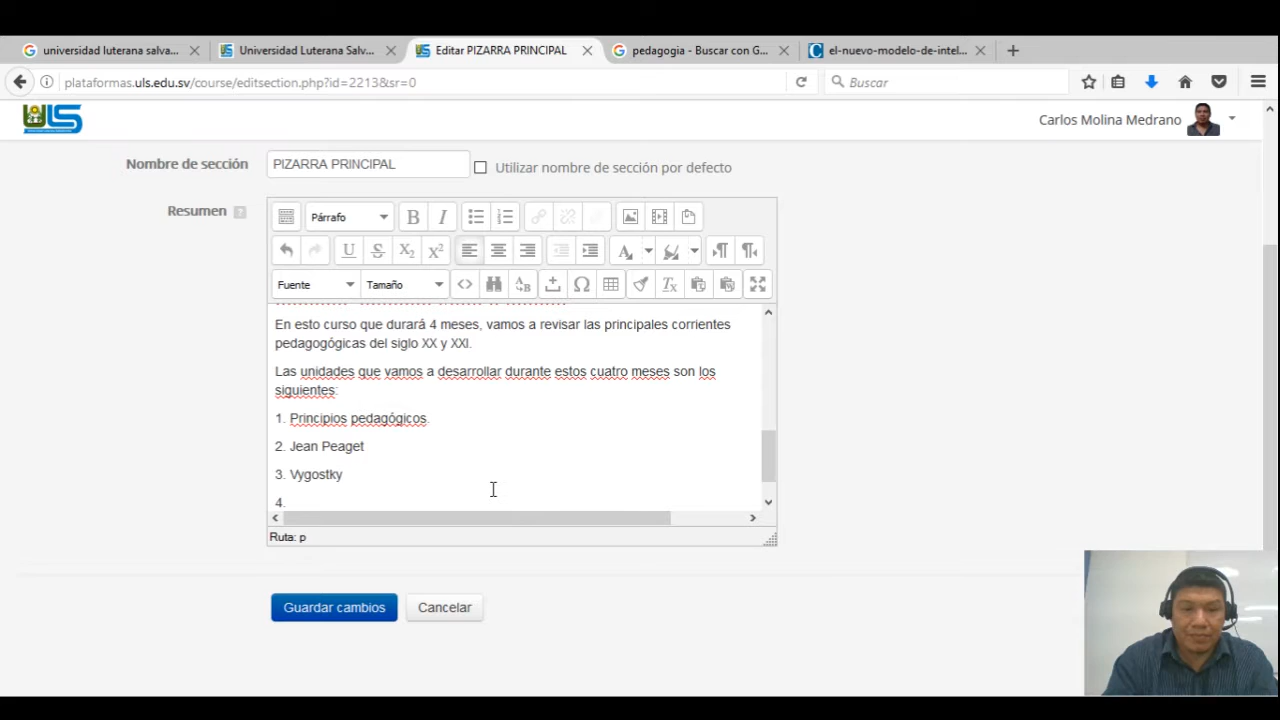 universidad luterana salva...
Universidad Luterana Salv...
Editar PIZARRA PRINCIPAL
pedagogia - Buscar con G...
el-nuevo-modelo-de-intel...
plataformas.uls.edu.sv/course/editsection.php?id=2213&sr=0
Buscar
ULS
Carlos Molina Medrano
Nombre de sección
PIZARRA PRINCIPAL
Utilizar nombre de sección por defecto
Resumen
Párrafo
Fuente
Tamaño
En esto curso que durará 4 meses, vamos a revisar las principales corrientes
pedagogógicas del siglo XX y XXI.
Las unidades que vamos a desarrollar durante estos cuatro meses son los
siguientes:
1. Principios pedagógicos.
2. Jean Peaget
3. Vygostky
4.
Ruta: p
Guardar cambios
Cancelar